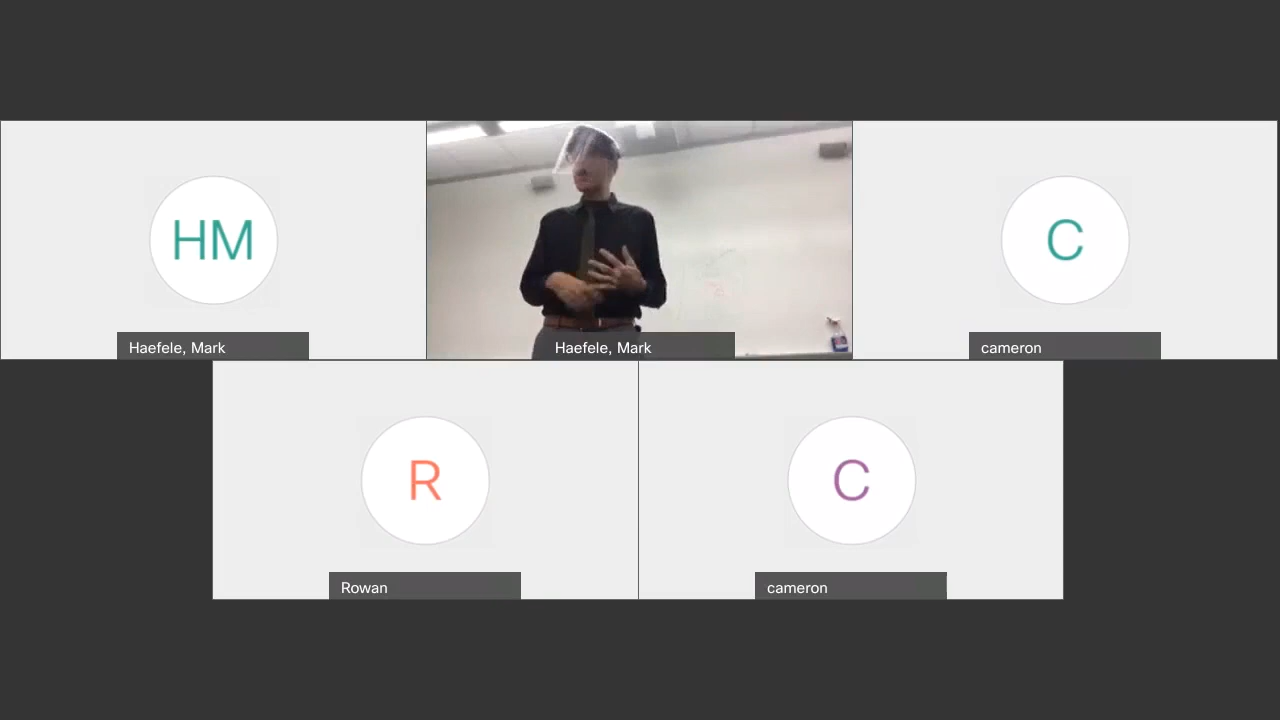 HM
Haefele, Mark
Haefele, Mark
C
cameron
R
Rowan
C
cameron